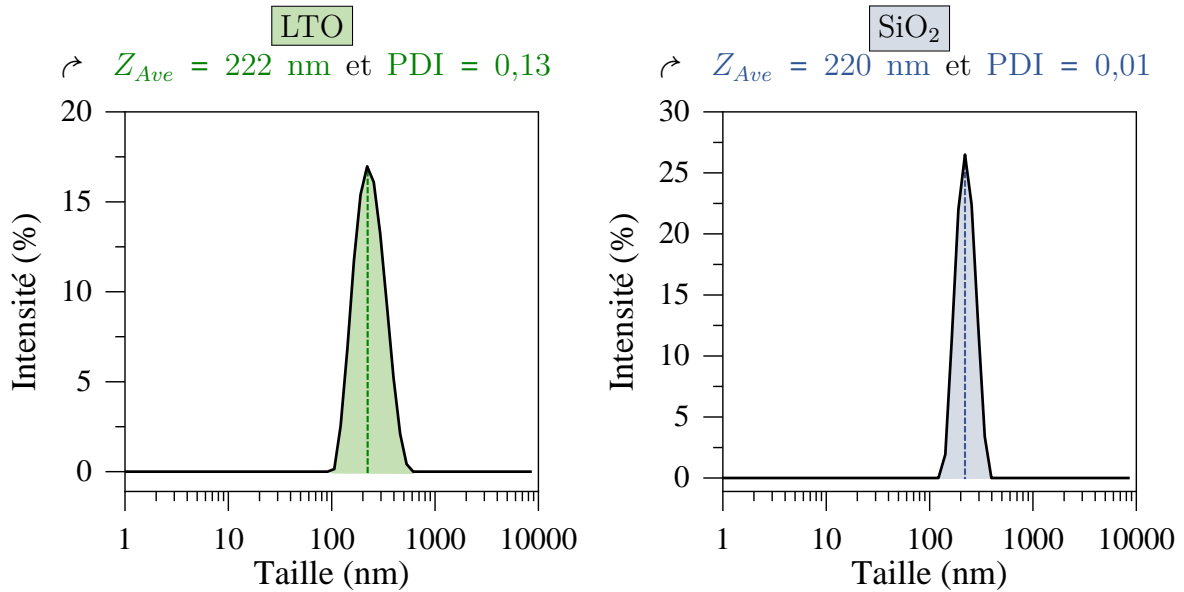 LTO
Z_Ave = 222 nm et PDI = 0,13
Intensité (%)
20
15
10
5
0
1 10 100 1000 10000
Taille (nm)
SiO₂
Z_Ave = 220 nm et PDI = 0,01
Intensité (%)
30
25
20
15
10
5
0
1 10 100 1000 10000
Taille (nm)